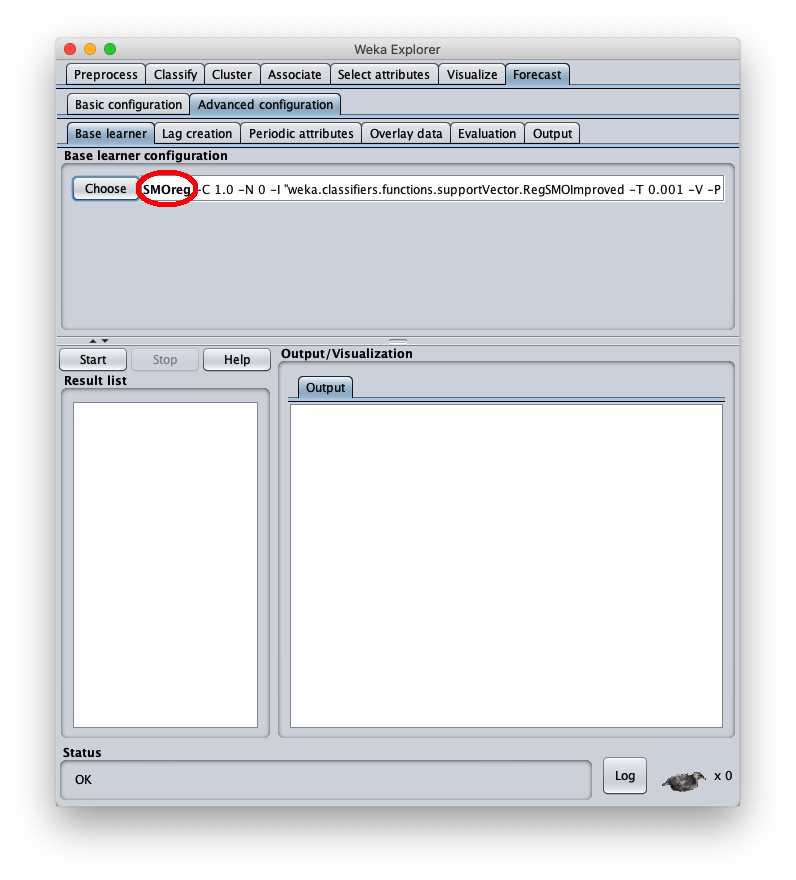 Weka Explorer
Preprocess Classify Cluster Associate Select attributes Visualize Forecast
Basic configuration Advanced configuration
Base learner Lag creation Periodic attributes Overlay data Evaluation Output
Base learner configuration
Choose SMOreg -C 1.0 -N 0 -I "weka.classifiers.functions.supportVector.RegSMOImproved -T 0.001 -V -P
Start Stop Help Output/Visualization
Result list
Output
Status
OK
Log x 0